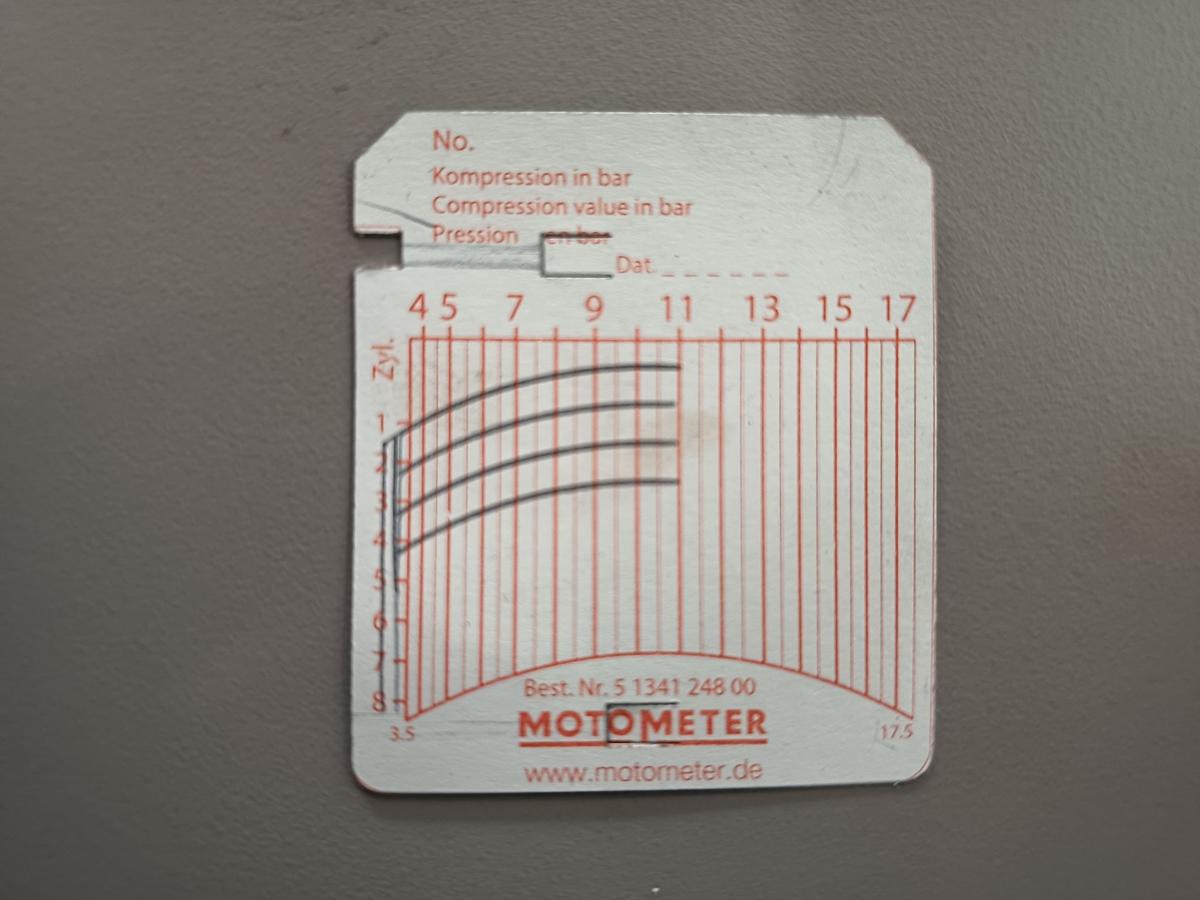 No.
Kompression in bar
Compression value in bar
Pression en bar
Dat. _ _ _ _ _ _
4 5 7 9 11 13 15 17
Zyl.
1
2
3
4
5
6
7
8
3.5
17.5
Best. Nr. 5 1341 248 00
MOTOMETER
www.motometer.de